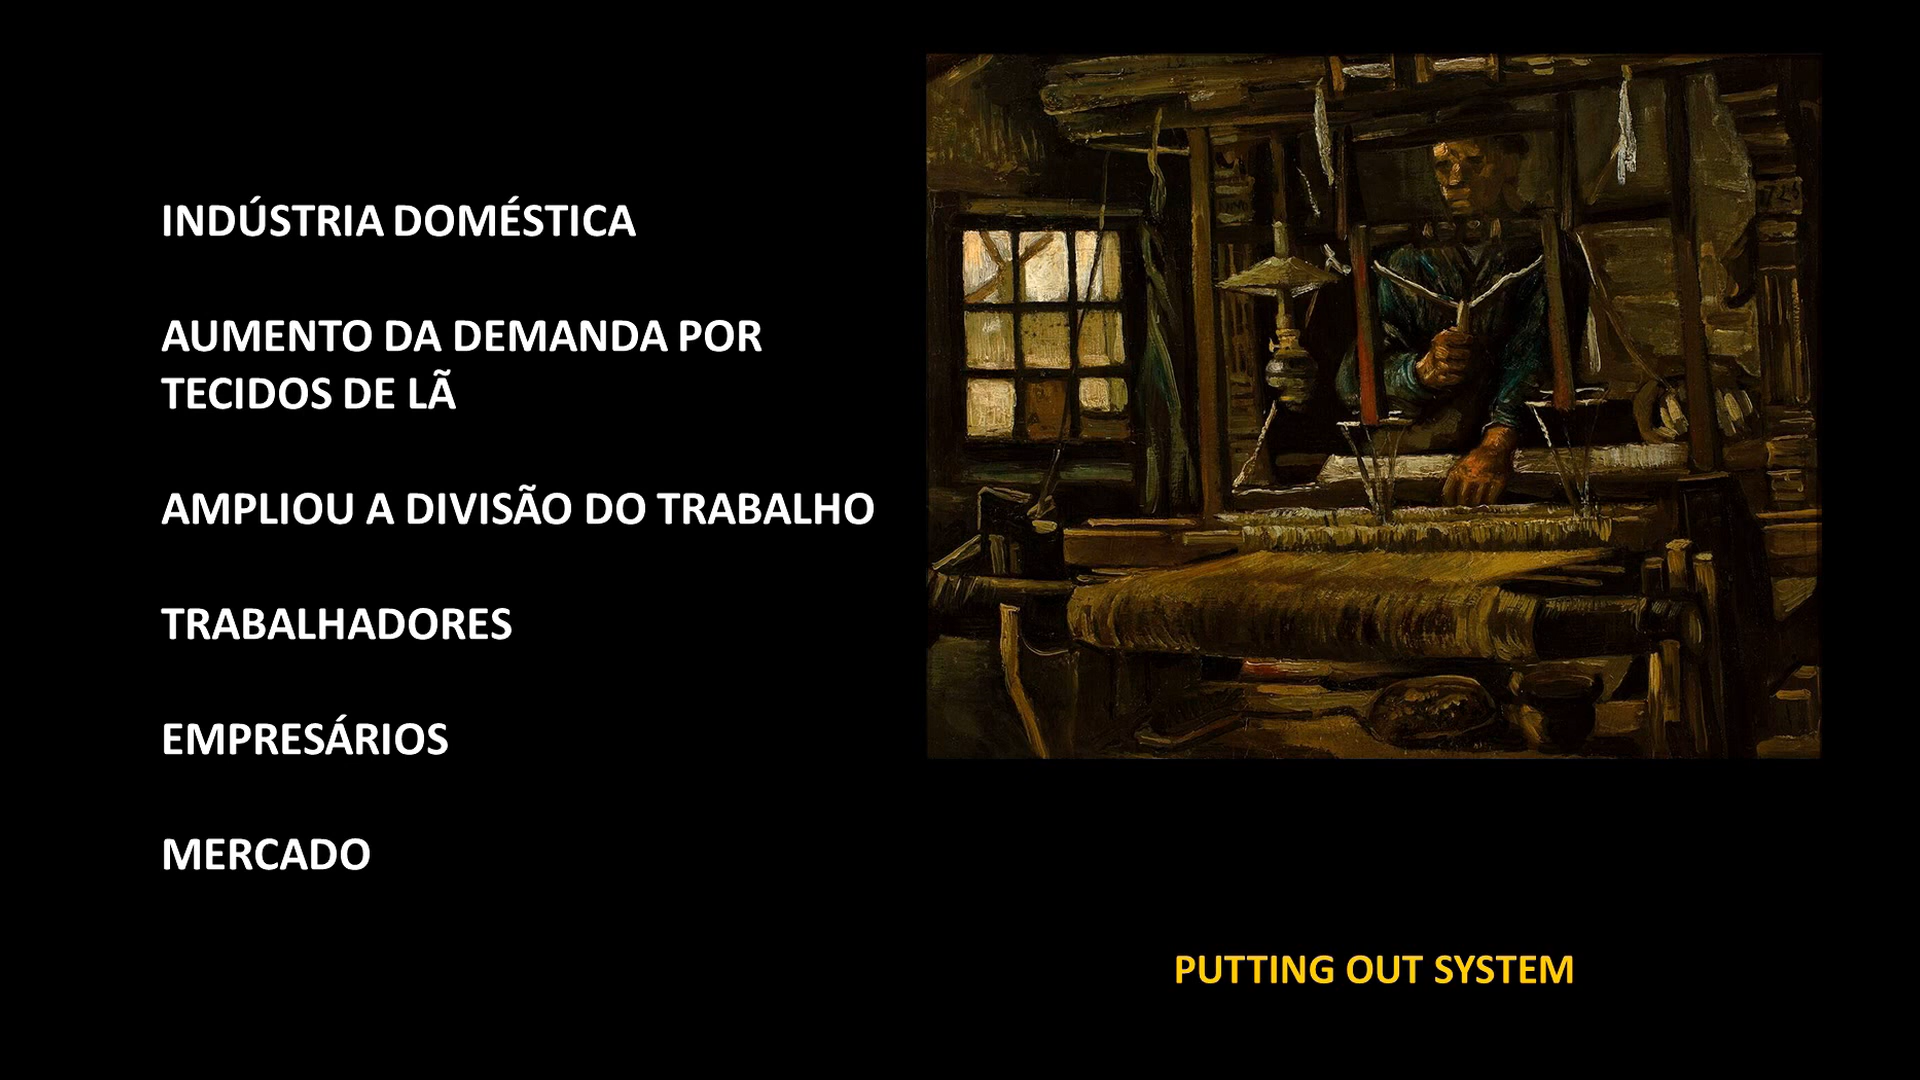 INDÚSTRIA DOMÉSTICA
AUMENTO DA DEMANDA POR
TECIDOS DE LÃ
AMPLIOU A DIVISÃO DO TRABALHO
TRABALHADORES
EMPRESÁRIOS
MERCADO
PUTTING OUT SYSTEM